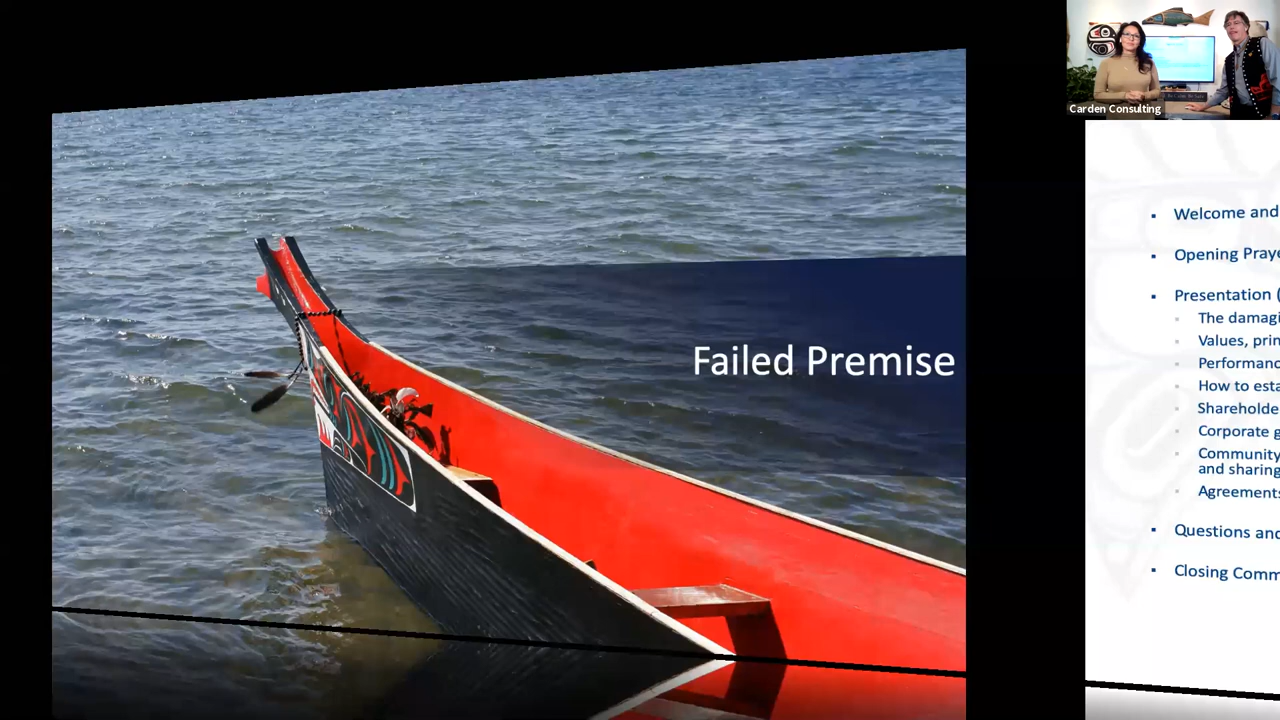 Failed Premise
Carden Consulting
Welcome and
Opening Praye
Presentation (
The damagi
Values, prin
Performanc
How to esta
Shareholde
Corporate g
Community
and sharing
Agreements
Questions and
Closing Comm